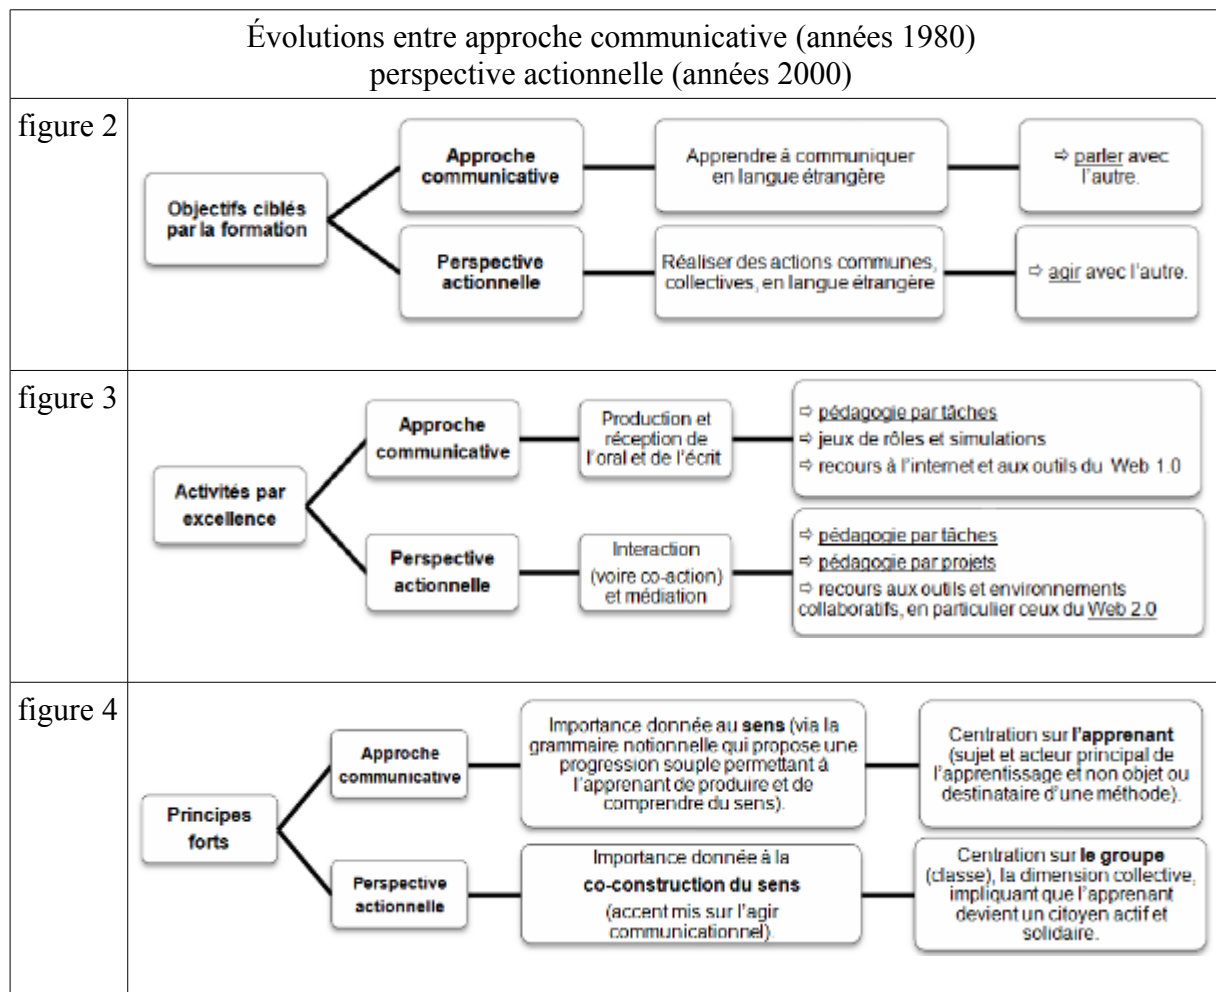 Évolutions entre approche communicative (années 1980)
perspective actionnelle (années 2000)
figure 2
Objectifs ciblés
par la formation
Approche
communicative
Apprendre à communiquer
en langue étrangère
⇨ parler avec
l'autre.
Perspective
actionnelle
Réaliser des actions communes,
collectives, en langue étrangère
⇨ agir avec l'autre.
figure 3
Activités par
excellence
Approche
communicative
Production et
réception de
l'oral et de l'écrit
⇨ pédagogie par tâches
⇨ jeux de rôles et simulations
⇨ recours à l'internet et aux outils du Web 1.0
Perspective
actionnelle
Interaction
(voire co-action)
et médiation
⇨ pédagogie par tâches
⇨ pédagogie par projets
⇨ recours aux outils et environnements
collaboratifs, en particulier ceux du Web 2.0
figure 4
Principes
forts
Approche
communicative
Importance donnée au sens (via la
grammaire notionnelle qui propose une
progression souple permettant à
l'apprenant de produire et de
comprendre du sens).
Centration sur l'apprenant
(sujet et acteur principal de
l'apprentissage et non objet ou
destinataire d'une méthode).
Perspective
actionnelle
Importance donnée à la
co-construction du sens
(accent mis sur l'agir
communicationnel).
Centration sur le groupe
(classe), la dimension collective,
impliquant que l'apprenant
devient un citoyen actif et
solidaire.